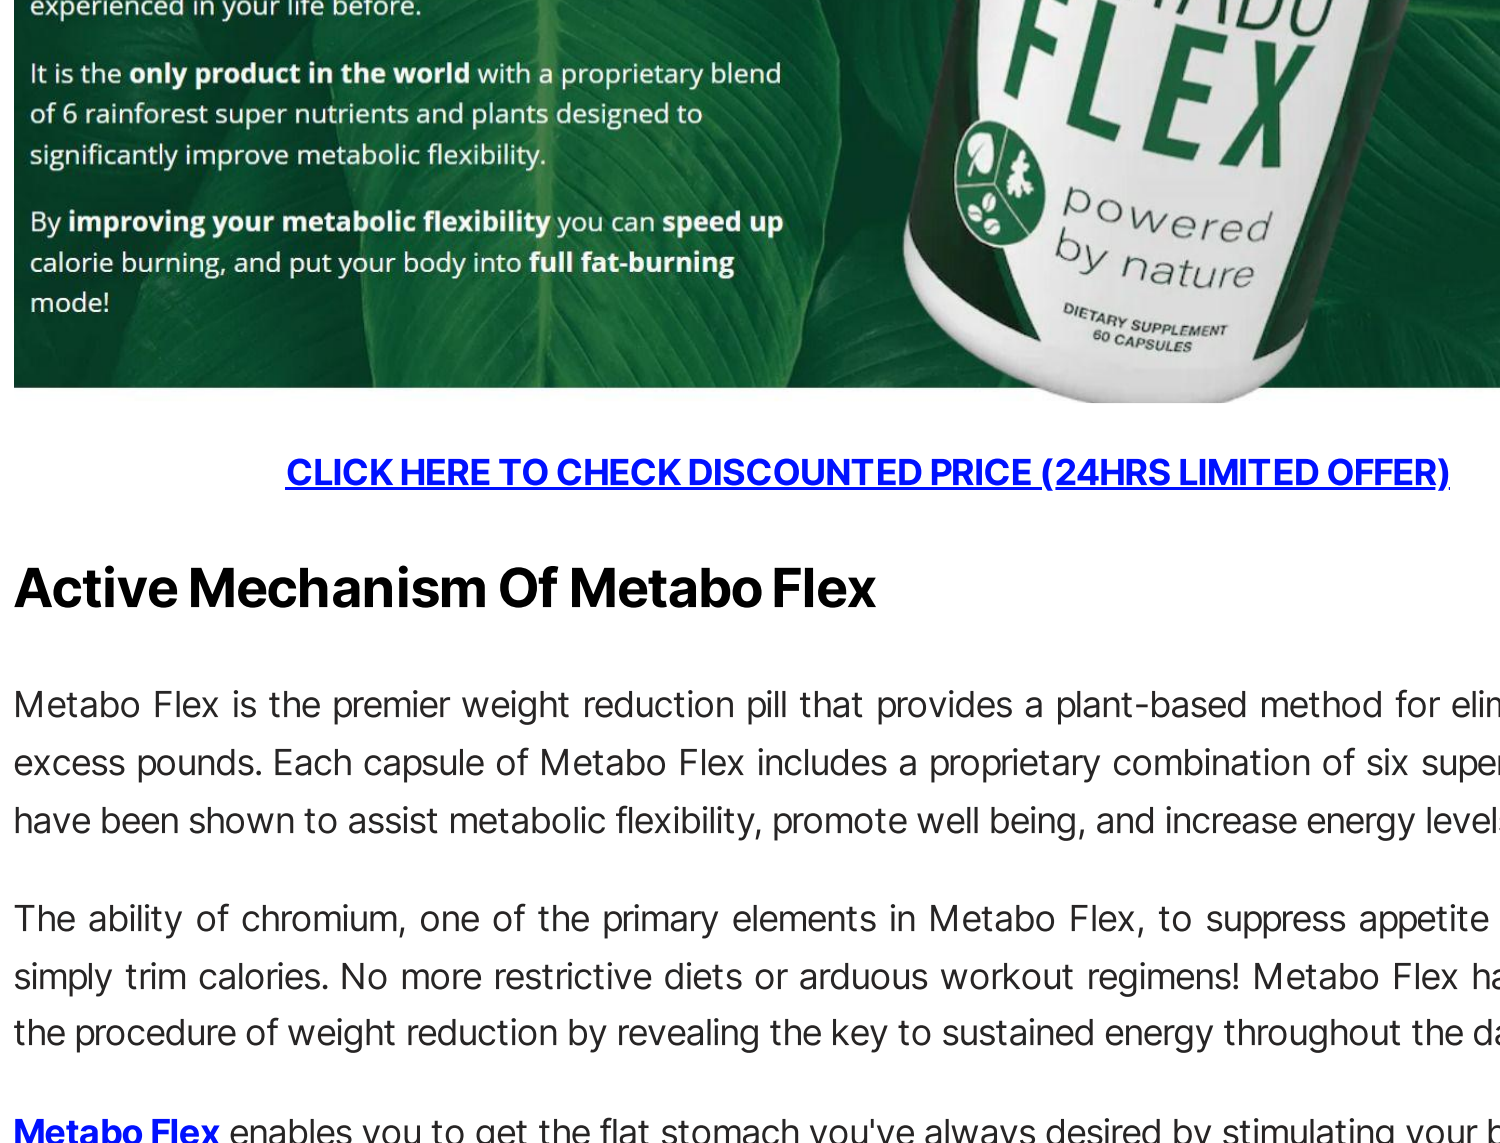 experienced in your life before.
It is the only product in the world with a proprietary blend
of 6 rainforest super nutrients and plants designed to
significantly improve metabolic flexibility.
By improving your metabolic flexibility you can speed up
calorie burning, and put your body into full fat-burning
mode!
FLEX
powered
by nature
DIETARY SUPPLEMENT
60 CAPSULES
CLICK HERE TO CHECK DISCOUNTED PRICE (24HRS LIMITED OFFER)
Active Mechanism Of Metabo Flex
Metabo Flex is the premier weight reduction pill that provides a plant-based method for
excess pounds. Each capsule of Metabo Flex includes a proprietary combination of six
have been shown to assist metabolic flexibility, promote well being, and increase energy
The ability of chromium, one of the primary elements in Metabo Flex, to suppress appetite
simply trim calories. No more restrictive diets or arduous workout regimens! Metabo Flex
the procedure of weight reduction by revealing the key to sustained energy throughout the
Metabo Flex enables you to get the flat stomach you've always desired by stimulating your